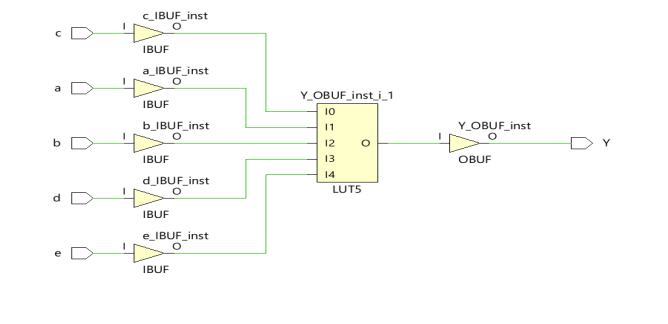 c_IBUF_inst
c
I
O
IBUF
a_IBUF_inst
a
I
O
IBUF
Y_OBUF_inst_i_1
I0
I1
I2
I3
I4
O
LUT5
b_IBUF_inst
b
I
O
IBUF
Y_OBUF_inst
I
O
Y
OBUF
d_IBUF_inst
d
I
O
IBUF
e_IBUF_inst
e
I
O
IBUF